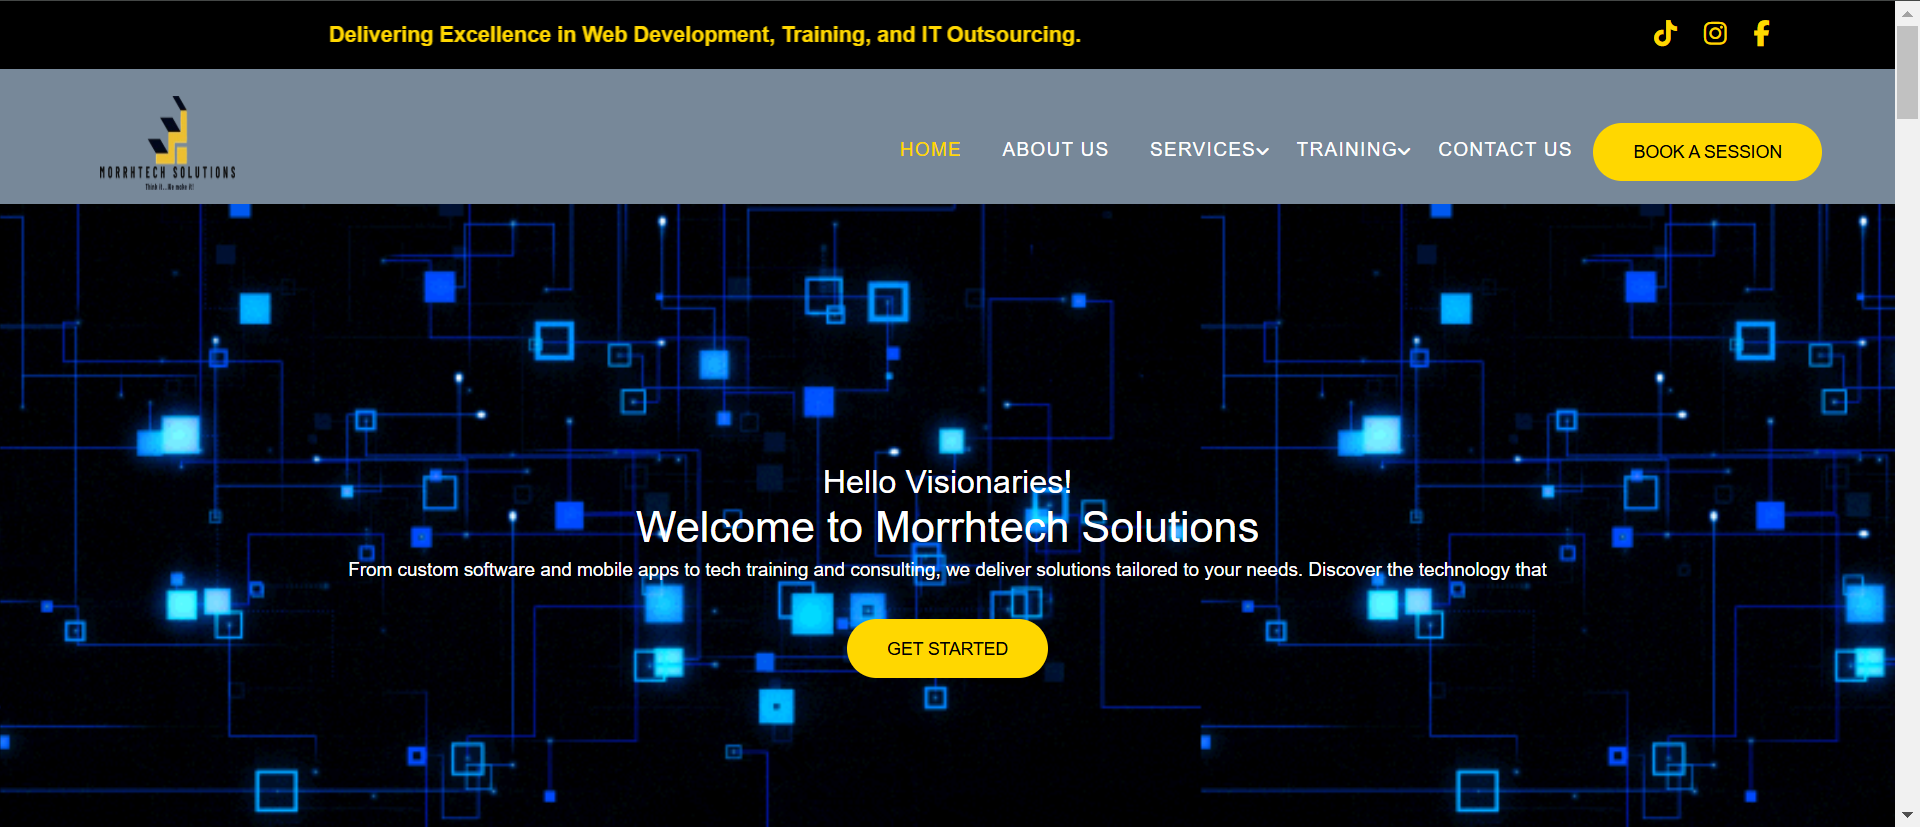 Delivering Excellence in Web Development, Training, and IT Outsourcing.
MORRHTECH SOLUTIONS
Think it...We make it!
HOME ABOUT US SERVICES TRAINING CONTACT US BOOK A SESSION
Hello Visionaries!
Welcome to Morrhtech Solutions
From custom software and mobile apps to tech training and consulting, we deliver solutions tailored to your needs. Discover the technology that
GET STARTED